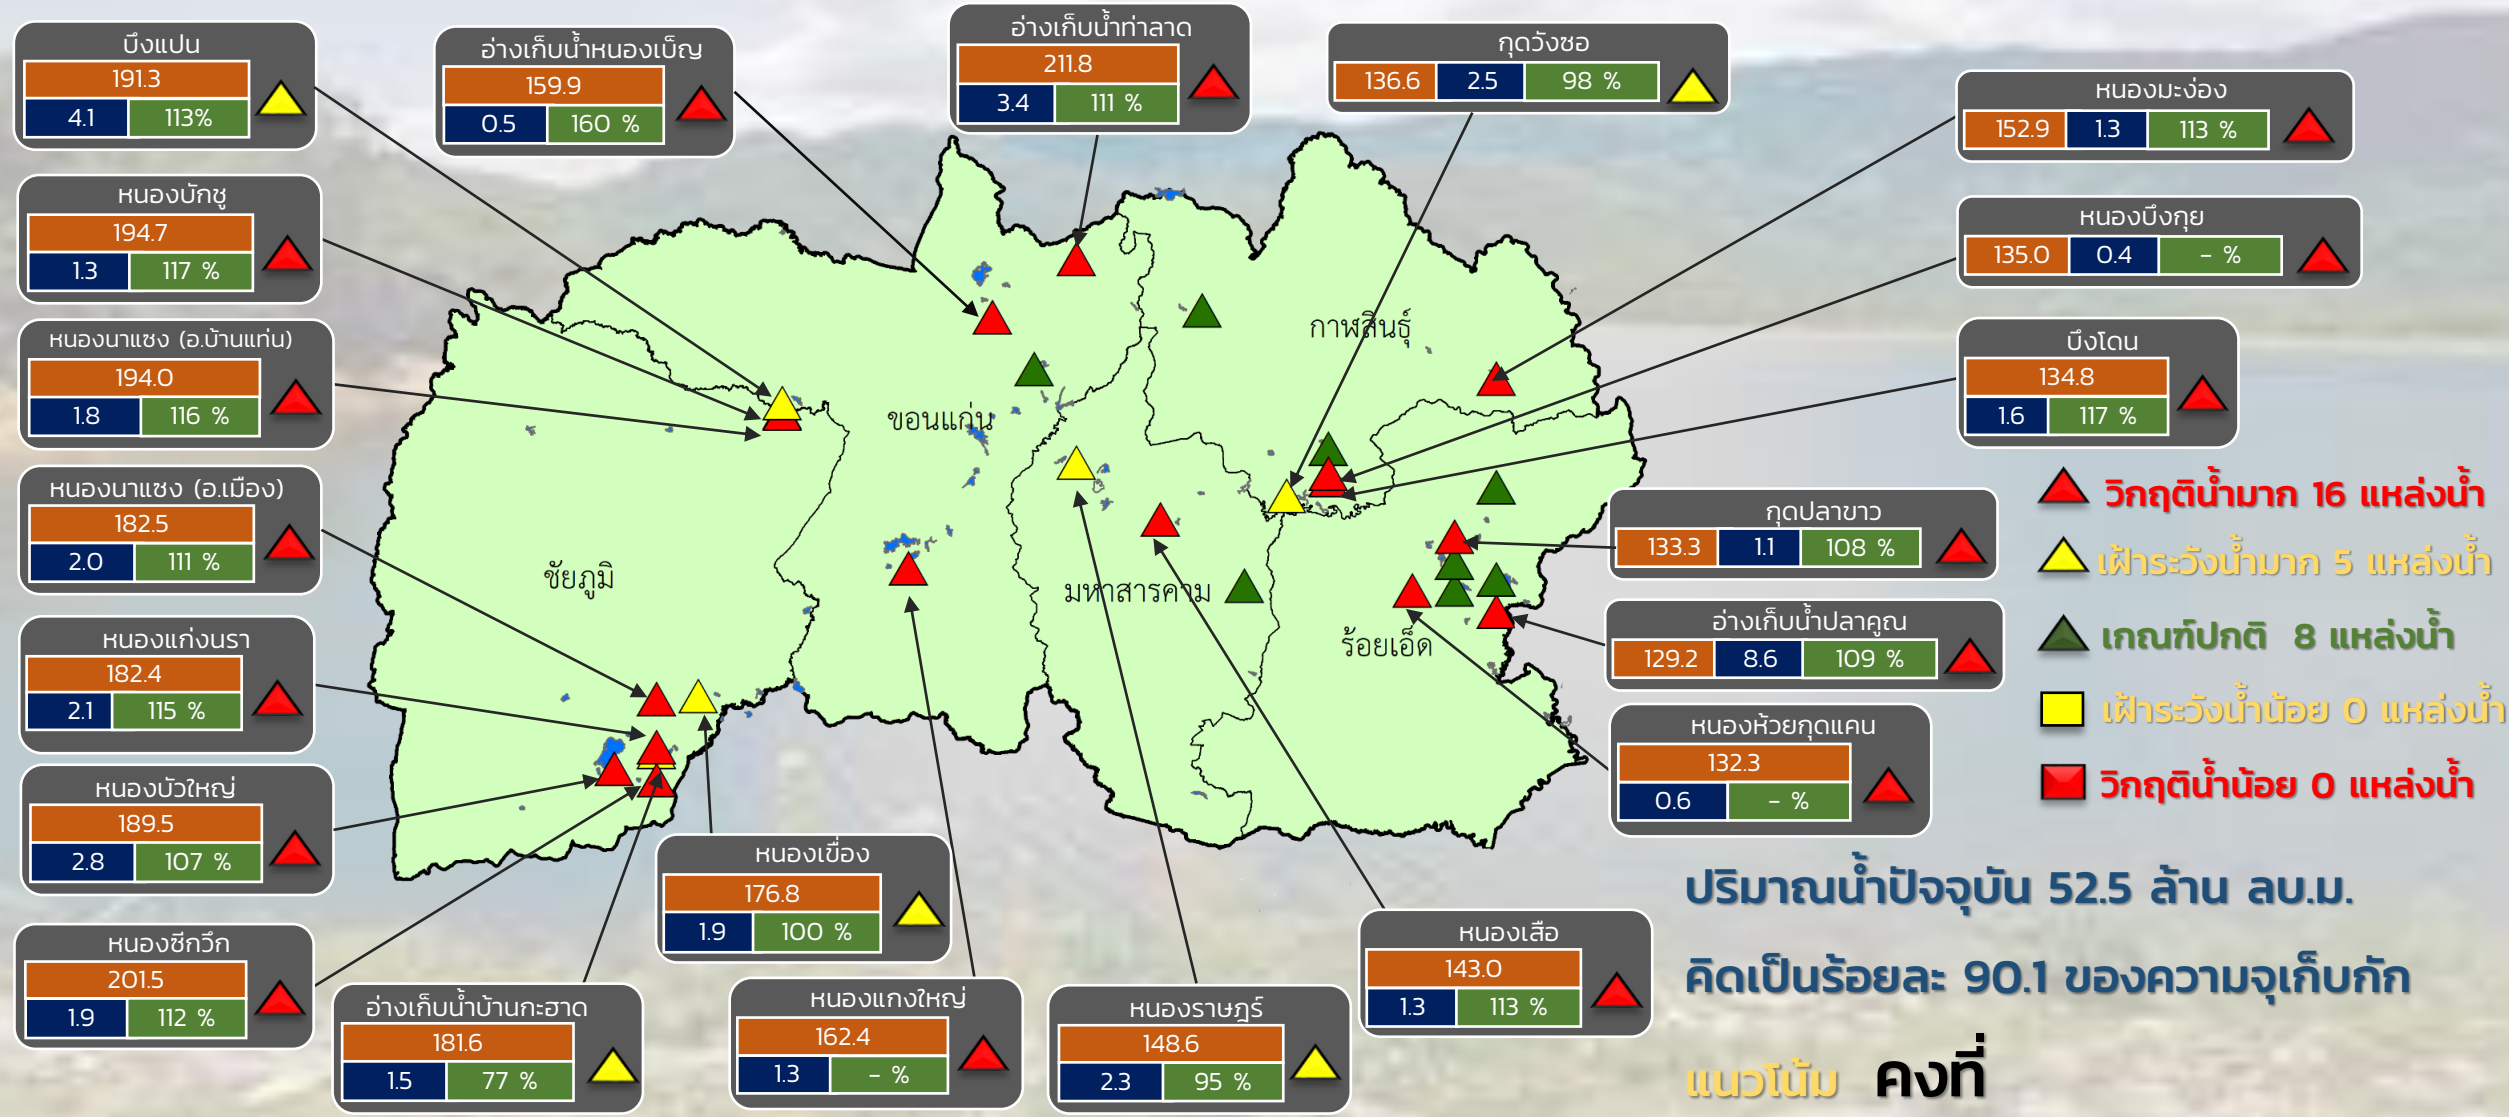 บึงแปน
191.3
4.1 113%
อ่างเก็บน้ำหนองเบ็ญ
159.9
0.5 160 %
อ่างเก็บน้ำท่าลาด
211.8
3.4 111 %
กุดวังซอ
136.6 2.5 98 %
หนองมะง่อง
152.9 1.3 113 %
หนองบักชู
194.7
1.3 117 %
หนองบึงกุย
135.0 0.4 - %
หนองนาแซง (อ.บ้านแท่น)
194.0
1.8 116 %
บึงโดน
134.8
1.6 117 %
หนองนาแซง (อ.เมือง)
182.5
2.0 111 %
กุดปลาขาว
133.3 1.1 108 %
หนองแก่งนรา
182.4
2.1 115 %
อ่างเก็บน้ำปลาคูณ
129.2 8.6 109 %
หนองบัวใหญ่
189.5
2.8 107 %
หนองห้วยกุดแคน
132.3
0.6 - %
หนองซีกวึก
201.5
1.9 112 %
อ่างเก็บน้ำบ้านกะฮาด
181.6
1.5 77 %
หนองเขื่อง
176.8
1.9 100 %
หนองแกงใหญ่
162.4
1.3 - %
หนองราษฎร์
148.6
2.3 95 %
หนองเสือ
143.0
1.3 113 %
กาฬสินธุ์
ขอนแก่น
ชัยภูมิ
มหาสารคาม
ร้อยเอ็ด
วิกฤติน้ำมาก 16 แหล่งน้ำ
เฝ้าระวังน้ำมาก 5 แหล่งน้ำ
เกณฑ์ปกติ 8 แหล่งน้ำ
เฝ้าระวังน้ำน้อย 0 แหล่งน้ำ
วิกฤติน้ำน้อย 0 แหล่งน้ำ
ปริมาณน้ำปัจจุบัน 52.5 ล้าน ลบ.ม.
คิดเป็นร้อยละ 90.1 ของความจุเก็บกัก
แนวโน้ม คงที่